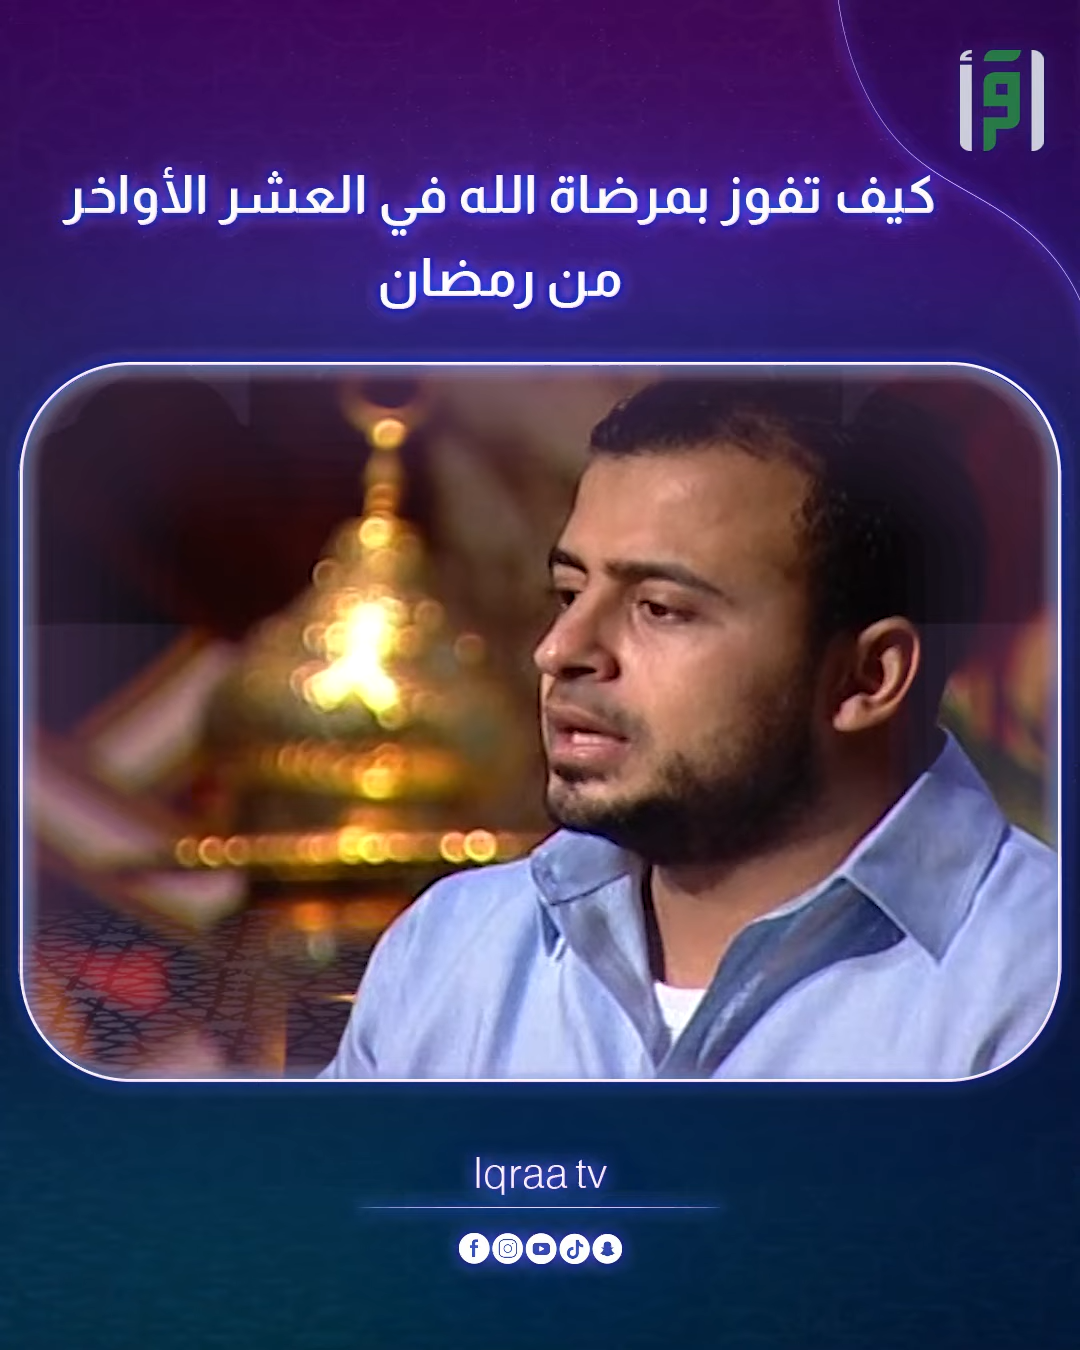 اقرأ
كيف تفوز بمرضاة الله في العشر الأواخر
من رمضان
Iqraa tv